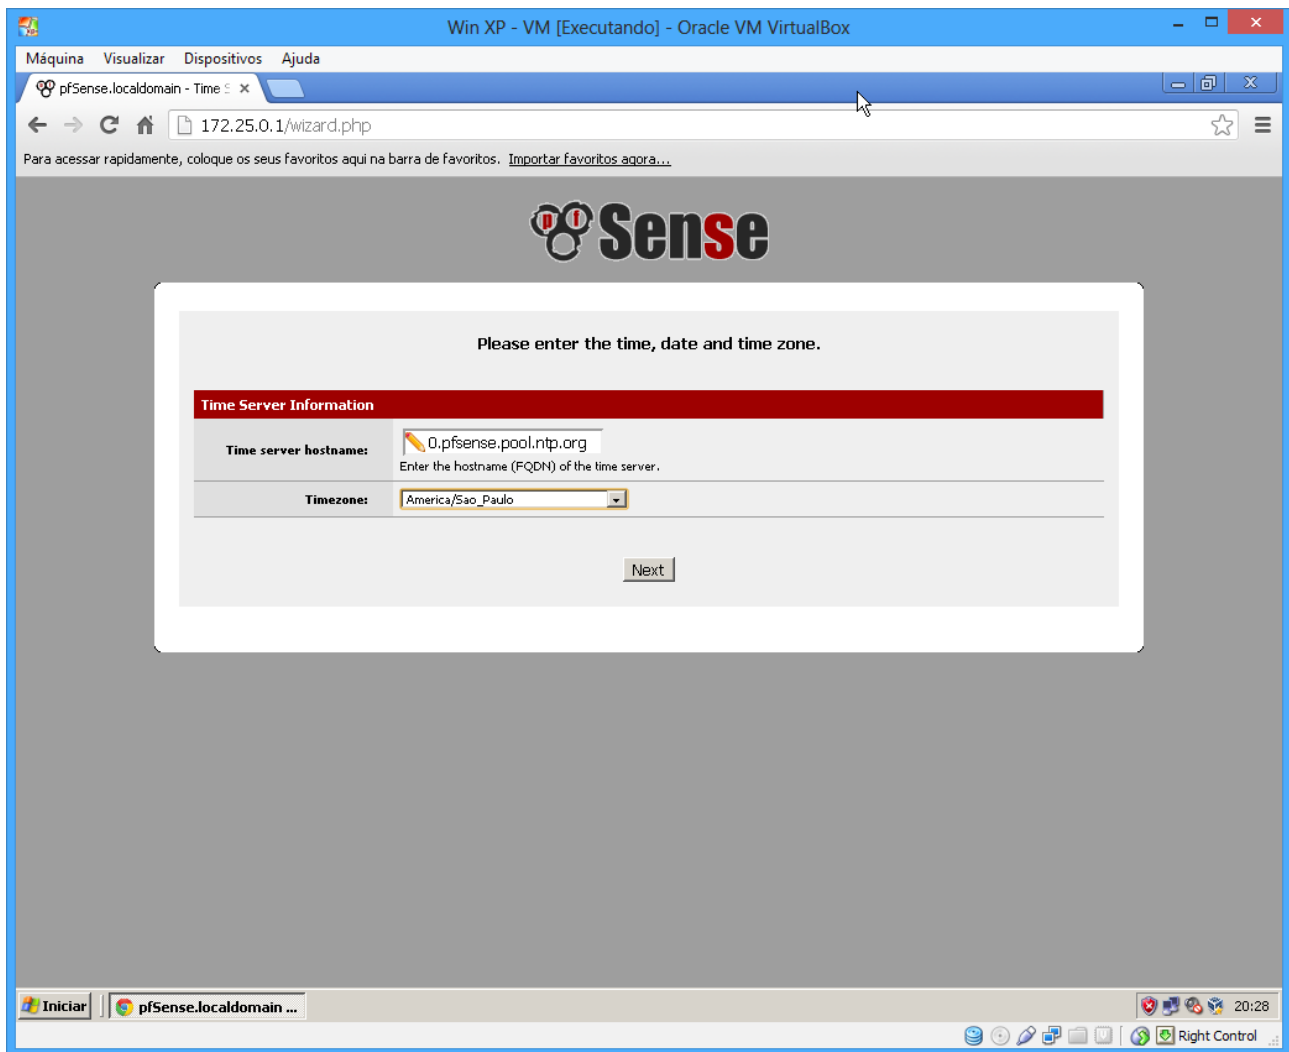 Win XP - VM [Executando] - Oracle VM VirtualBox
Máquina Visualizar Dispositivos Ajuda
pfSense.localdomain - Time S
172.25.0.1/wizard.php
Para acessar rapidamente, coloque os seus favoritos aqui na barra de favoritos. Importar favoritos agora...
pf Sense
Please enter the time, date and time zone.
Time Server Information
Time server hostname: 0.pfsense.pool.ntp.org
Enter the hostname (FQDN) of the time server.
Timezone: America/Sao_Paulo
Next
Iniciar pfSense.localdomain ... 20:28
Right Control